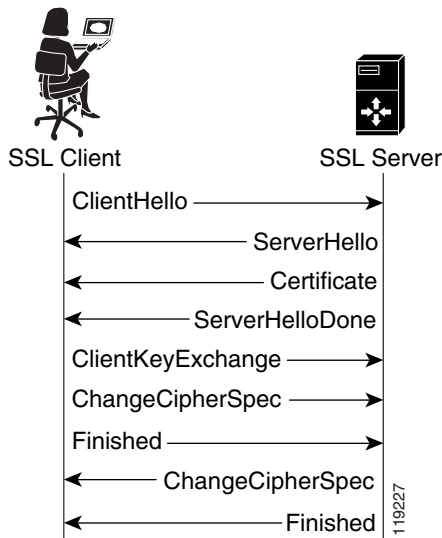 SSL Client
SSL Server
ClientHello
ServerHello
Certificate
ServerHelloDone
ClientKeyExchange
ChangeCipherSpec
Finished
ChangeCipherSpec
Finished
119227